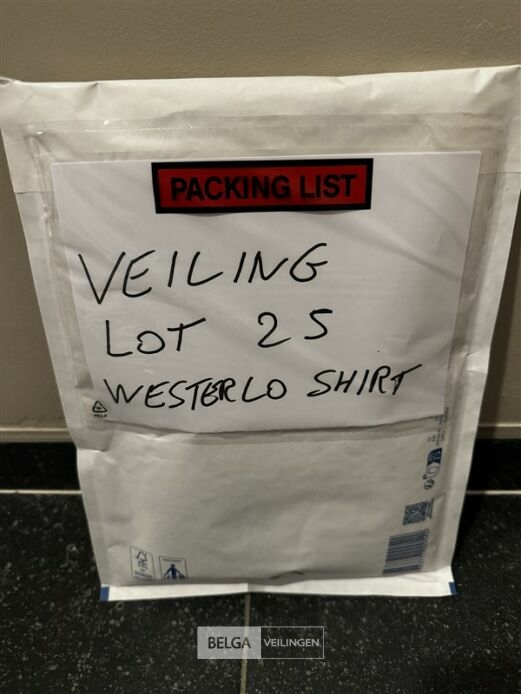 PACKING LIST
VEILING
LOT 25
WESTERLO SHIRT
BELGA VEILINGEN